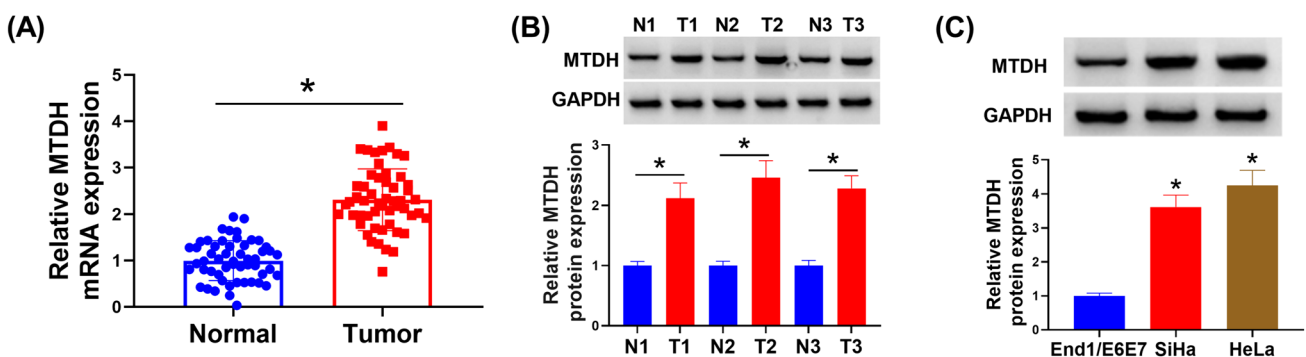 (A)
Relative MTDH
mRNA expression
5
4
3
2
1
0
*
Normal Tumor
(B)
N1 T1 N2 T2 N3 T3
MTDH
GAPDH
Relative MTDH
protein expression
3
2
1
0
* * *
N1 T1 N2 T2 N3 T3
(C)
MTDH
GAPDH
Relative MTDH
protein expression
5
4
3
2
1
0
* *
End1/E6E7 SiHa HeLa